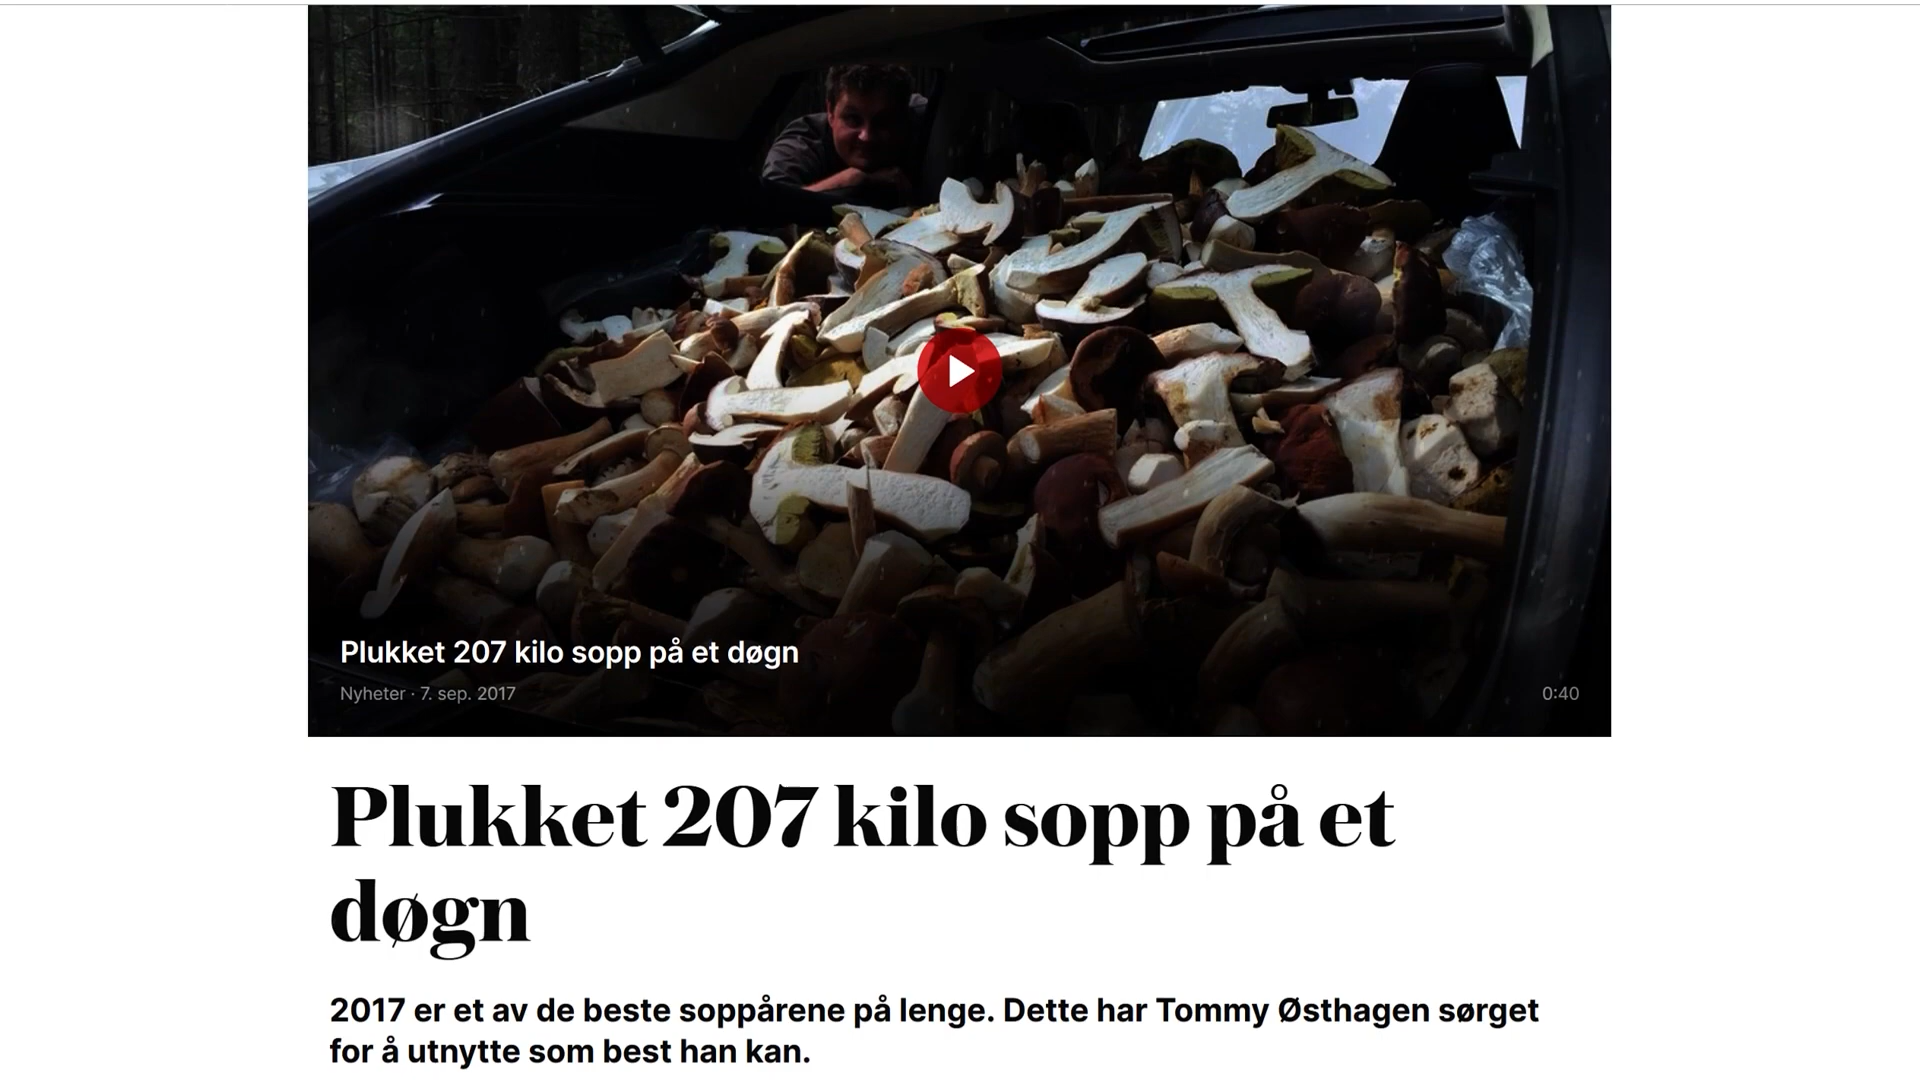 Plukket 207 kilo sopp på et døgn
Nyheter · 7. sep. 2017
0:40
Plukket 207 kilo sopp på et
døgn
2017 er et av de beste soppårene på lenge. Dette har Tommy Østhagen sørget
for å utnytte som best han kan.